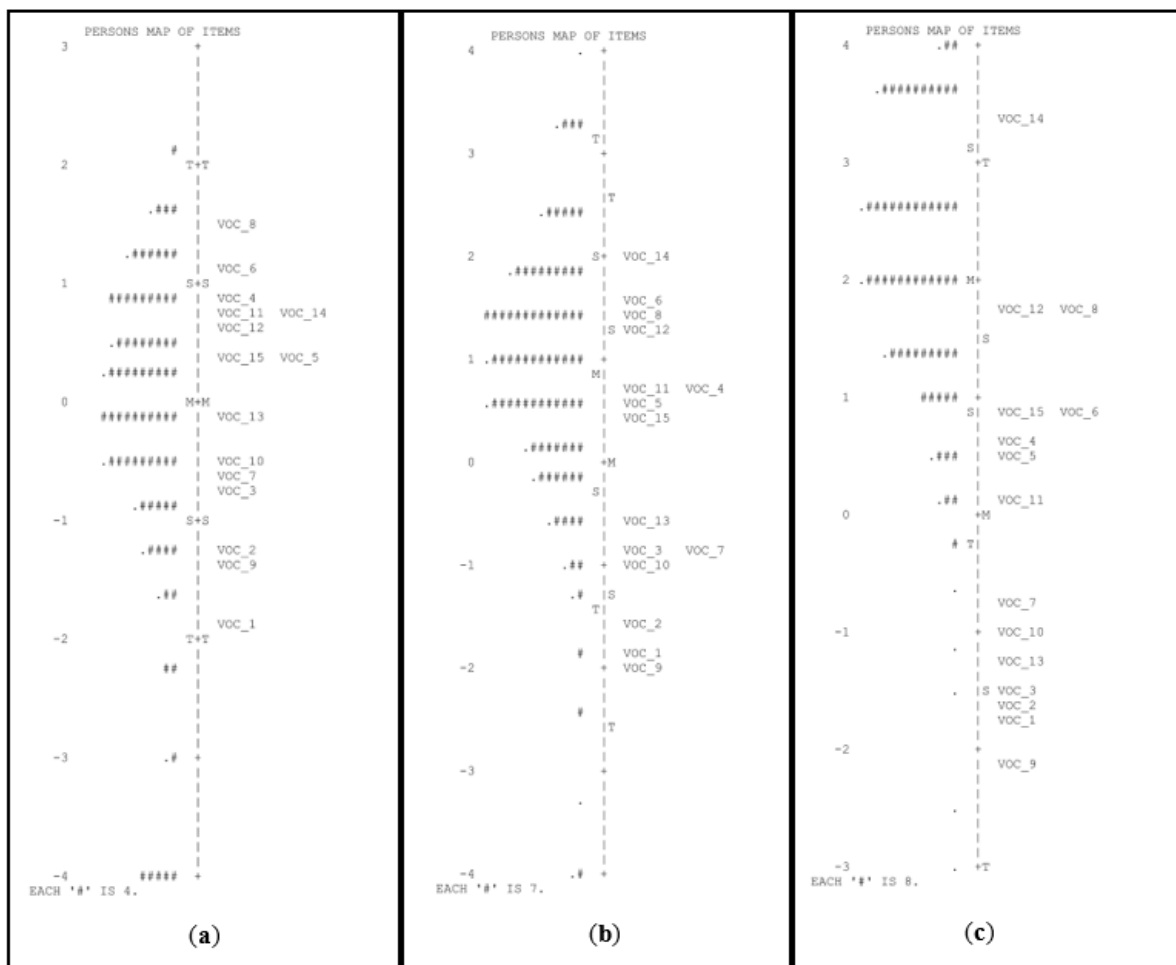 PERSONS MAP OF ITEMS
3 +
# 
2 T+T
.###
VOC_8
.######
VOC_6
1 S+S
######### VOC_4
VOC_11 VOC_14
VOC_12
.########
VOC_15 VOC_5
.#########
0 M+M
########## VOC_13
.######### VOC_10
VOC_7
VOC_3
.#####
-1 S+S
.#### VOC_2
VOC_9
.##
VOC_1
-2 T+T
##
-3 .# +
-4 ##### +
EACH '#' IS 4.
(a)
PERSONS MAP OF ITEMS
4 . +
.###
T
3 +
T
.#####
2 S+ VOC_14
.#########
VOC_6
############# VOC_8
S VOC_12
1 .############ +
M
VOC_11 VOC_4
.############ VOC_5
VOC_15
.#######
0 +M
.######
S
.#### VOC_13
VOC_3 VOC_7
-1 .## + VOC_10
.# S
T
VOC_2
# VOC_1
-2 + VOC_9
#
T
-3 +
.
-4 .# +
EACH '#' IS 7.
(b)
PERSONS MAP OF ITEMS
4 .## +
.##########
VOC_14
S
3 +T
.############
2 .############ M+
VOC_12 VOC_8
S
.#########
1 ##### +
S VOC_15 VOC_6
VOC_4
.### VOC_5
.## VOC_11
0 +M
# T
.
VOC_7
-1 + VOC_10
.
VOC_13
. S VOC_3
VOC_2
VOC_1
-2 +
VOC_9
.
-3 . +T
EACH '#' IS 8.
(c)